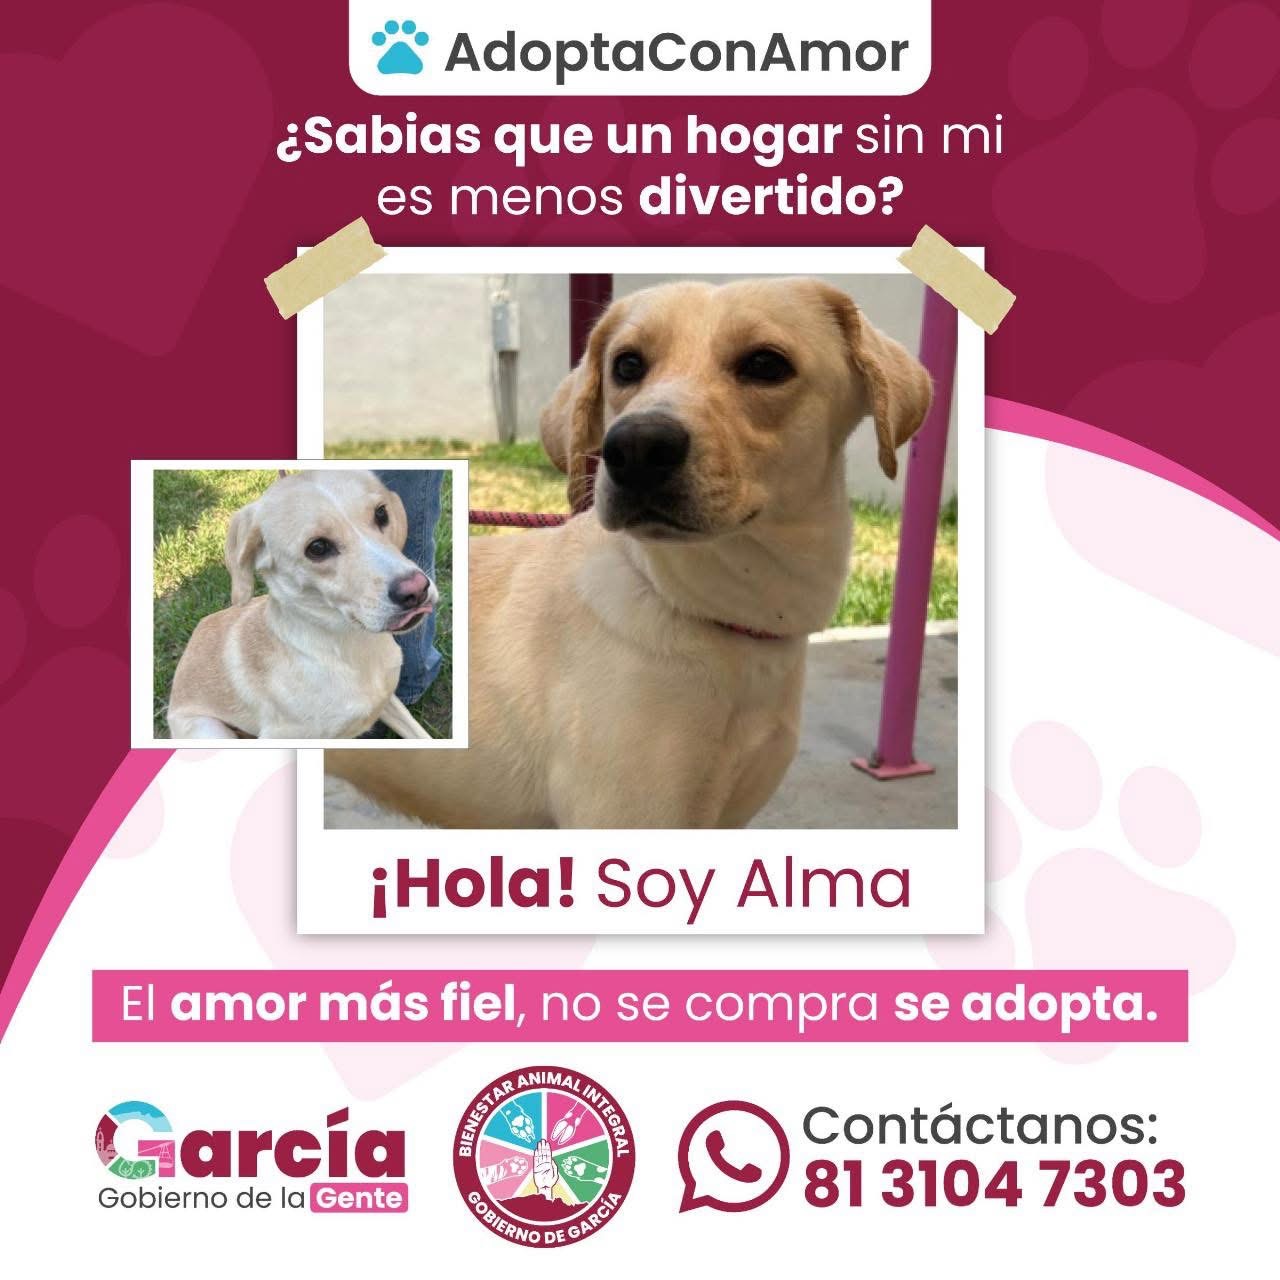 AdoptaConAmor
¿Sabias que un hogar sin mi
es menos divertido?
¡Hola! Soy Alma
El amor más fiel, no se compra se adopta.
García
Gobierno de la Gente
BIENESTAR ANIMAL INTEGRAL
GOBIERNO DE GARCÍA
Contáctanos:
81 3104 7303